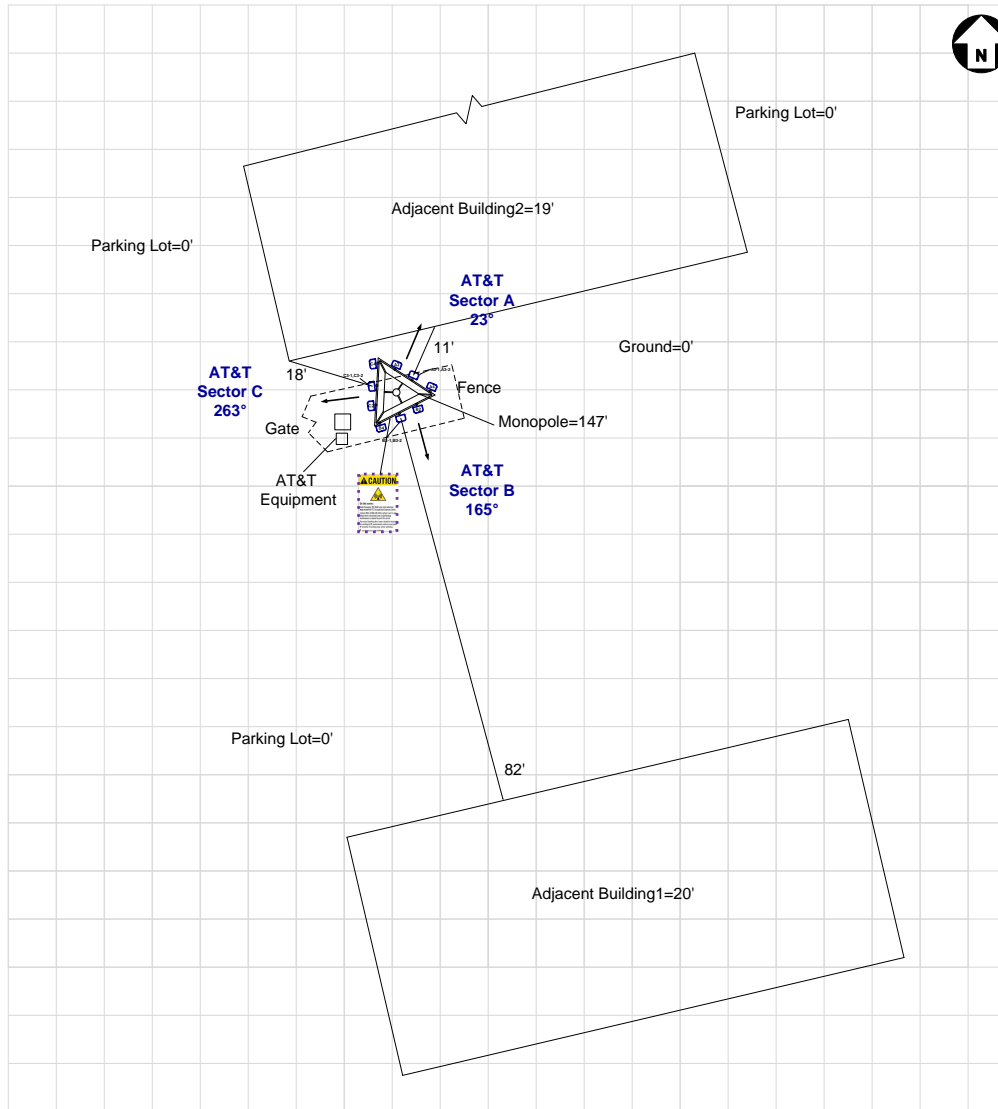 N
Parking Lot=0'
Adjacent Building2=19'
Parking Lot=0'
AT&T
Sector A
23°
11'
Ground=0'
AT&T
Sector C
263°
18'
Fence
Gate
Monopole=147'
AT&T
Equipment
AT&T
Sector B
165°
CAUTION
Parking Lot=0'
82'
Adjacent Building1=20'